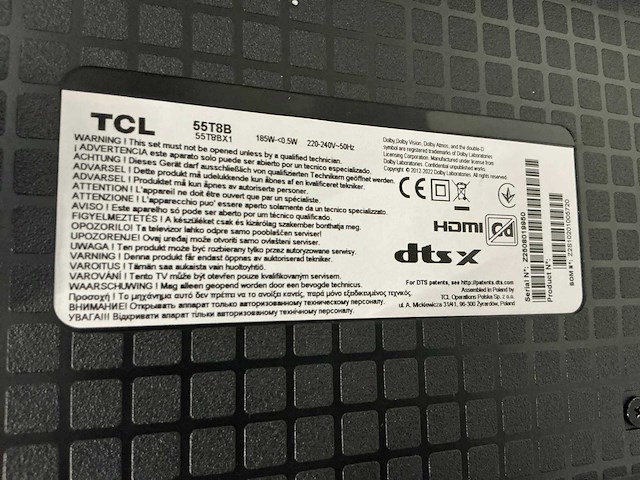 TCL 55T8B
55T8BX1 185W~<0.5W 220-240V~50Hz
WARNING ! This set must not be opened unless by a qualified technician.
¡ ADVERTENCIA este aparato solo puede ser abierto por un tecnico especializado.
ACHTUNG ! Dieses Gerät darf ausschließlich von qualifizierten Technikern geöffnet werden.
ADVARSEL ! Dette produkt må udelukkende kun åbnes af en kvalificeret tekniker.
ADVARSEL ! Produktet må kun åpnes av autoriserte personer.
ATTENTION ! L'appareil ne doit être ouvert que par un spécialiste.
ATTENZIONE ! L'apparecchio puo' essere aperto solamente da un tecnico specializzato.
AVISO ! Este aparelho só pode ser aberto por um tecnico especializado.
FIGYELMEZTETÉS ! A készüléket csak és kizárólag szakember bonthatja meg.
OPOZORILO! Ta televizor lahko odpre samo pooblaščen serviser!
UPOZORENJE! Ovaj uređaj može otvoriti samo ovlašteni serviser.
UWAGA ! Ten produkt może być rozbierany tylko przez autoryzowane serwisy.
VARNING ! Denna produkt får endast öppnas av auktoriserad tekniker.
VAROITUS ! Tämän saa aukaista vain huoltoyhtiö.
VAROVÁNÍ ! Tento TV může být otevřen pouze kvalifikovaným servisem.
WAARSCHUWING ! Mag alleen geopend worden door een bevoegde technicus.
Προσοχή ! Το μηχάνημα αυτό δεν πρέπει να το ανοίξει κανείς, παρά μόνο εξειδικευμένος τεχνικός.
ВНИМАНИЕ! Открывать аппарат только авторизованному техническому персоналу.
УВАГА!!! Відкривати апарат тільки авторизованому технічному персоналу.
Dolby,Dolby Vision, Dolby Atmos, and the double-D
symbol are registered trademarks of Dolby Laboratories
Licensing Corporation. Manufactured under license from
Dolby Laboratories. Confidential unpublished works.
Copyright © 2012-2022 Dolby Laboratories. All rights reserved.
CE
HDMI
dts x
For DTS patents, see http://patents.dts.com
Assembled in Poland by
TCL Operations Polska Sp. z o.o.
ul. A. Mickiewicza 31/41, 96-300 Żyrardów, Poland
Serial N°: Z2508019950
Product N°:
BOM #: